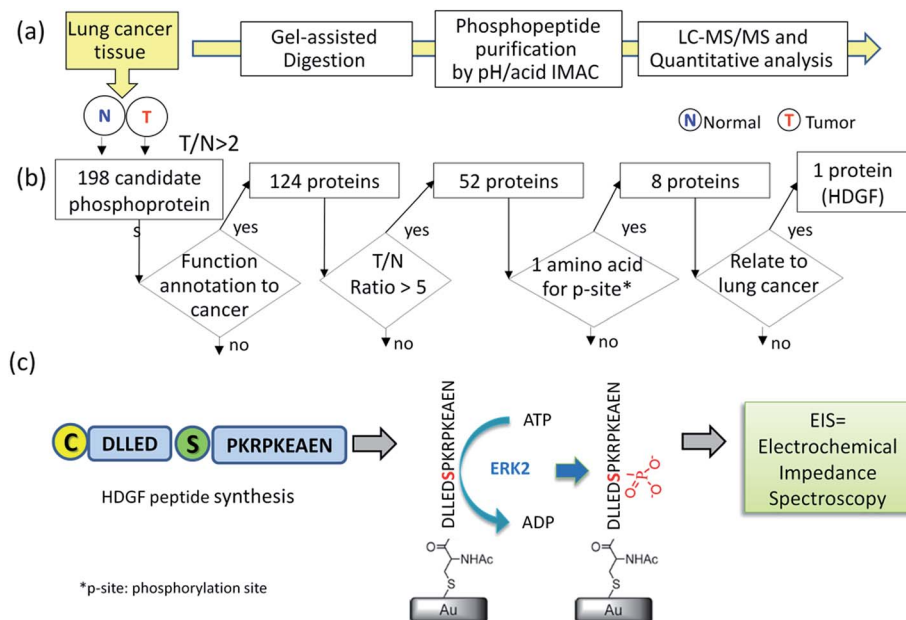 (a)
Lung cancer
tissue
Gel-assisted
Digestion
Phosphopeptide
purification
by pH/acid IMAC
LC-MS/MS and
Quantitative analysis
N
T
T/N>2
N Normal
T Tumor
(b)
198 candidate
phosphoprotein
s
124 proteins
52 proteins
8 proteins
1 protein
(HDGF)
yes
yes
yes
yes
Function
annotation to
cancer
T/N
Ratio > 5
1 amino acid
for p-site*
Relate to
lung cancer
no
no
no
no
(c)
C DLLED S PKRPKEAEN
HDGF peptide synthesis
DLLEDSPKRPKEAEN
ATP
ERK2
ADP
DLLEDSPKRPKEAEN
O-
O=P
O-
O
NHAc
S
Au
O
NHAc
S
Au
EIS=
Electrochemical
Impedance
Spectroscopy
*p-site: phosphorylation site